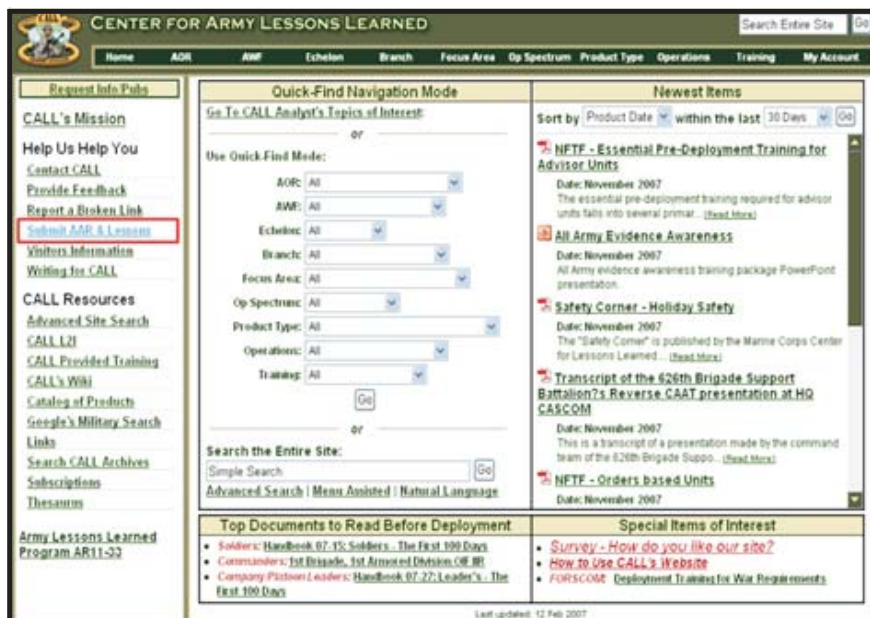 CENTER FOR ARMY LESSONS LEARNED
Search Entire Site Go
Home AOR AWF Echelon Branch Focus Area Op Spectrum Product Type Operations Training My Account
Request Info/Pubs
CALL's Mission
Help Us Help You
Contact CALL
Provide Feedback
Report a Broken Link
Submit AAR & Lessons
Visitors Information
Writing for CALL
CALL Resources
Advanced Site Search
CALL L2I
CALL Provided Training
CALL's Wiki
Catalog of Products
Google's Military Search
Links
Search CALL Archives
Subscriptions
Thesaurus
Army Lessons Learned
Program AR11-33
Quick-Find Navigation Mode
Go To CALL Analyst's Topics of Interest:
or
Use Quick-Find Mode:
AOR: All
AWF: All
Echelon: All
Branch: All
Focus Area: All
Op Spectrum: All
Product Type: All
Operations: All
Training: All
Go
or
Search the Entire Site:
Simple Search Go
Advanced Search | Menu Assisted | Natural Language
Newest Items
Sort by Product Date within the last 30 Days Go
NFTF - Essential Pre-Deployment Training for
Advisor Units
Date: November 2007
The essential pre-deployment training required for advisor
units falls into several primar... (Read More)
All Army Evidence Awareness
Date: November 2007
All Army evidence awareness training package PowerPoint
presentation.
Safety Corner - Holiday Safety
Date: November 2007
The "Safety Corner" is published by the Marine Corps Center
for Lessons Learned... (Read More)
Transcript of the 626th Brigade Support
Battalion?s Reverse CAAT presentation at HQ
CASCOM
Date: November 2007
This is a transcript of a presentation made by the command
team of the 626th Brigade Suppo... (Read More)
NFTF - Orders based Units
Date: November 2007
Top Documents to Read Before Deployment
Soldiers: Handbook 07-15: Soldiers - The First 100 Days
Commanders: 1st Brigade, 1st Armored Division OIF IIR
Company/Platoon Leaders: Handbook 07-27: Leader's - The
First 100 Days
Special Items of Interest
Survey - How do you like our site?
How to Use CALL's Website
FORSCOM: Deployment Training for War Requirements
Last updated: 12 Feb 2007